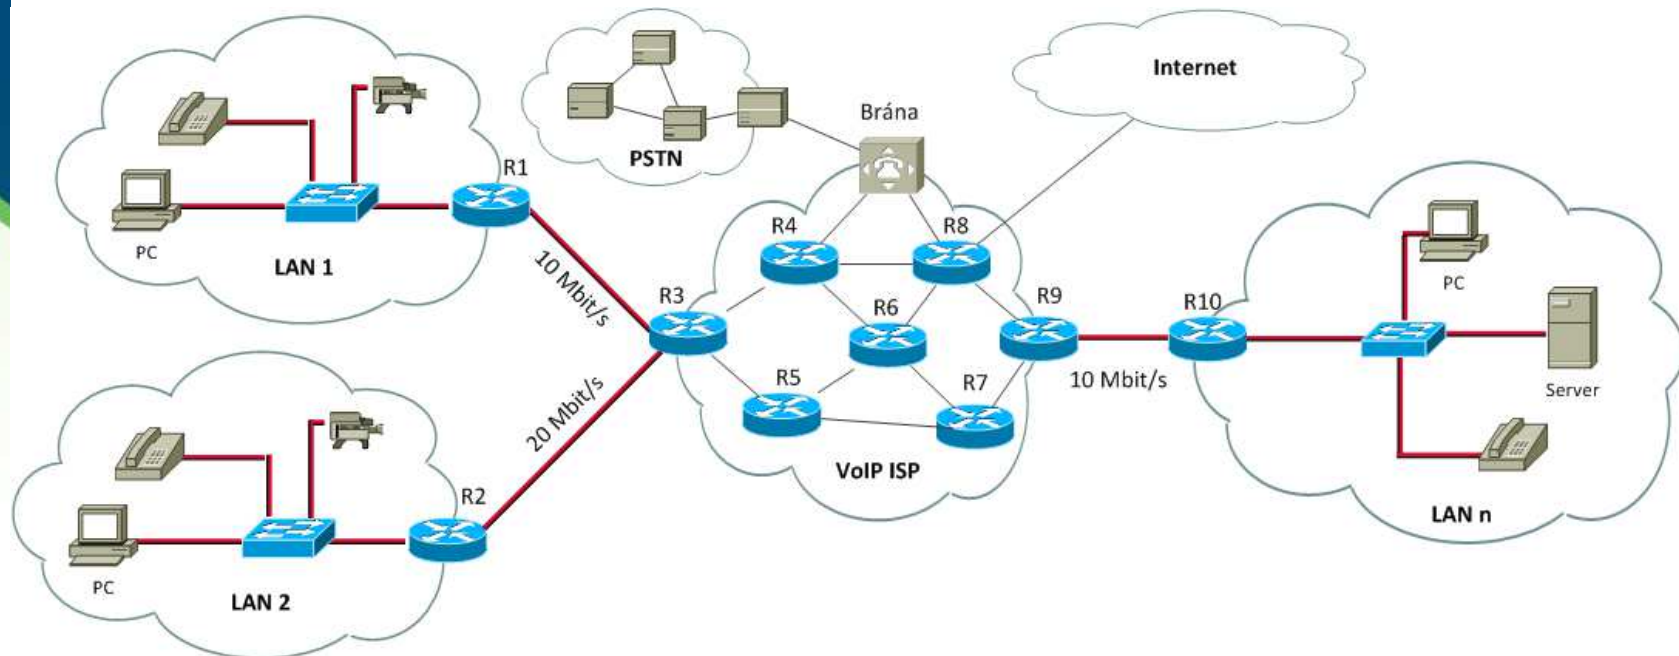 R1
PC
LAN 1
10 Mbit/s
PSTN
Brána
Internet
R2
PC
LAN 2
20 Mbit/s
R3
R4
R8
R6
R5
R7
R9
VoIP ISP
10 Mbit/s
R10
PC
Server
LAN n